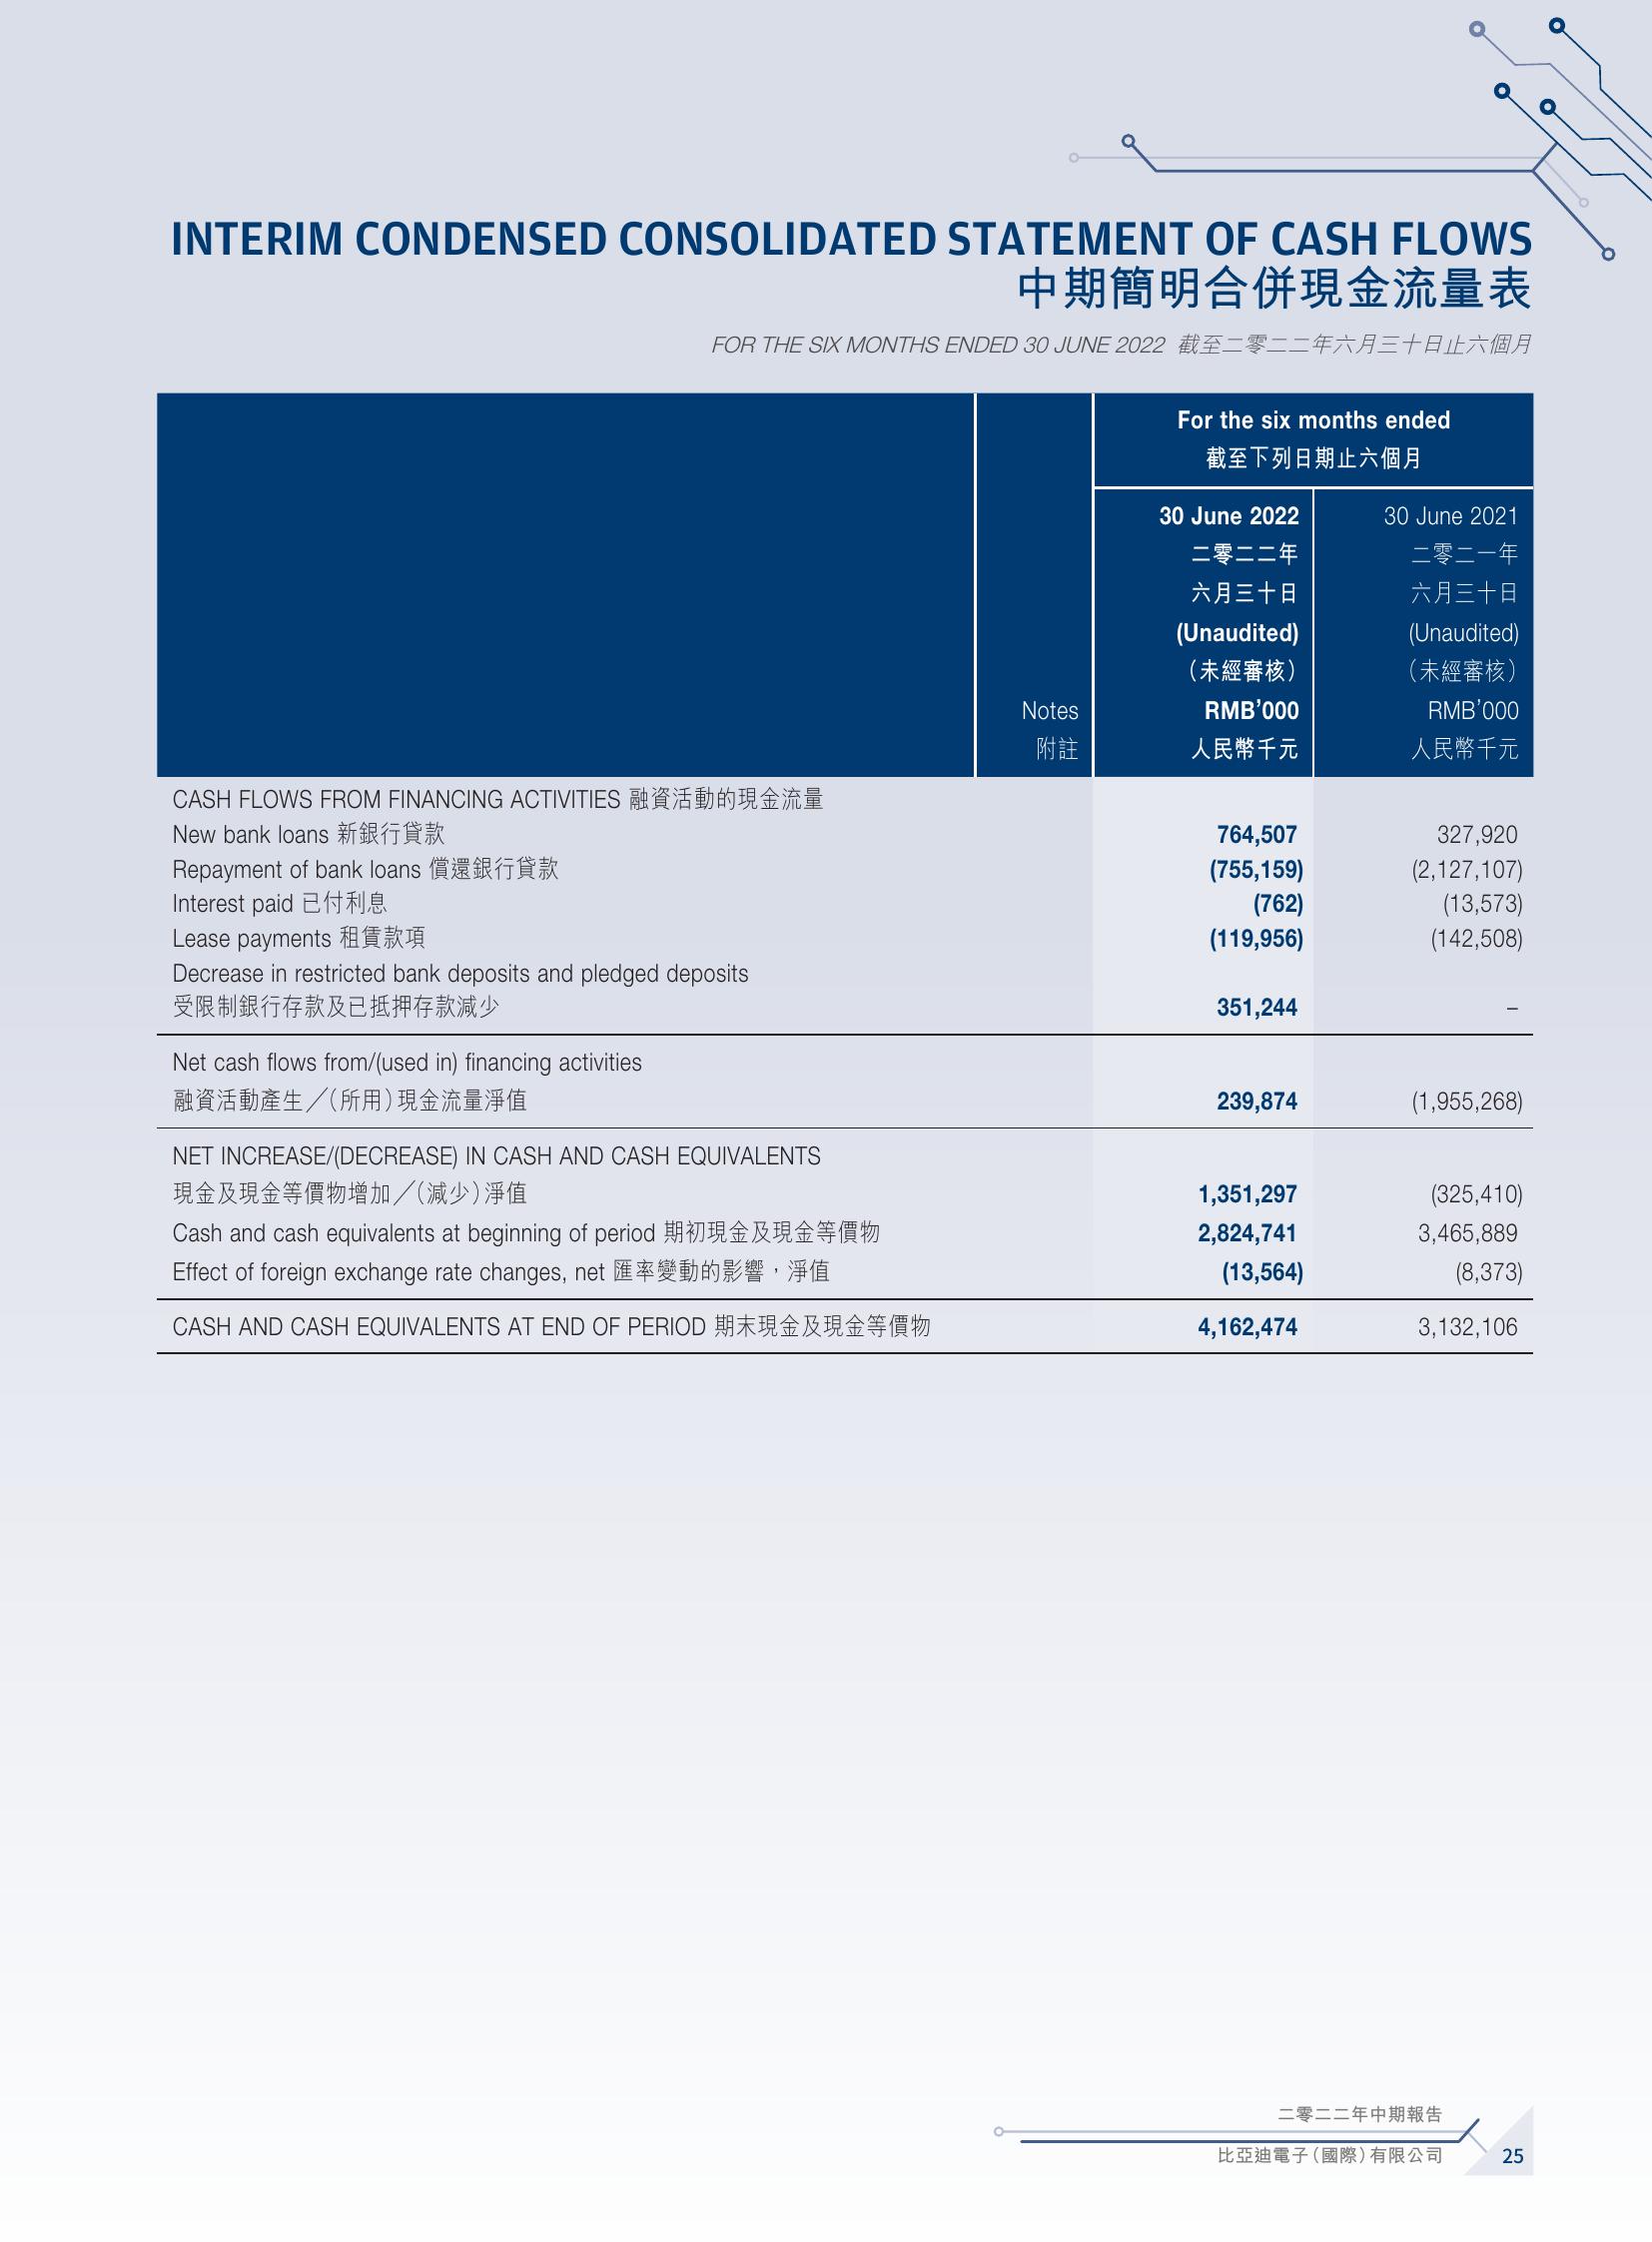 INTERIM CONDENSED CONSOLIDATED STATEMENT OF CASH FLOWS
中期簡明合併現金流量表
FOR THE SIX MONTHS ENDED 30 JUNE 2022 截至二零二二年六月三十日止六個月
For the six months ended
截至下列日期止六個月
30 June 2022 30 June 2021
二零二二年 二零二一年
六月三十日 六月三十日
(Unaudited) (Unaudited)
（未經審核） （未經審核）
Notes RMB’000 RMB’000
附註 人民幣千元 人民幣千元
CASH FLOWS FROM FINANCING ACTIVITIES 融資活動的現金流量
New bank loans 新銀行貸款 764,507 327,920
Repayment of bank loans 償還銀行貸款 (755,159) (2,127,107)
Interest paid 已付利息 (762) (13,573)
Lease payments 租賃款項 (119,956) (142,508)
Decrease in restricted bank deposits and pledged deposits
受限制銀行存款及已抵押存款減少 351,244 –
Net cash flows from/(used in) financing activities
融資活動產生╱（所用）現金流量淨值 239,874 (1,955,268)
NET INCREASE/(DECREASE) IN CASH AND CASH EQUIVALENTS
現金及現金等價物增加╱（減少）淨值 1,351,297 (325,410)
Cash and cash equivalents at beginning of period 期初現金及現金等價物 2,824,741 3,465,889
Effect of foreign exchange rate changes, net 匯率變動的影響，淨值 (13,564) (8,373)
CASH AND CASH EQUIVALENTS AT END OF PERIOD 期末現金及現金等價物 4,162,474 3,132,106
二零二二年中期報告
比亞迪電子（國際）有限公司 25